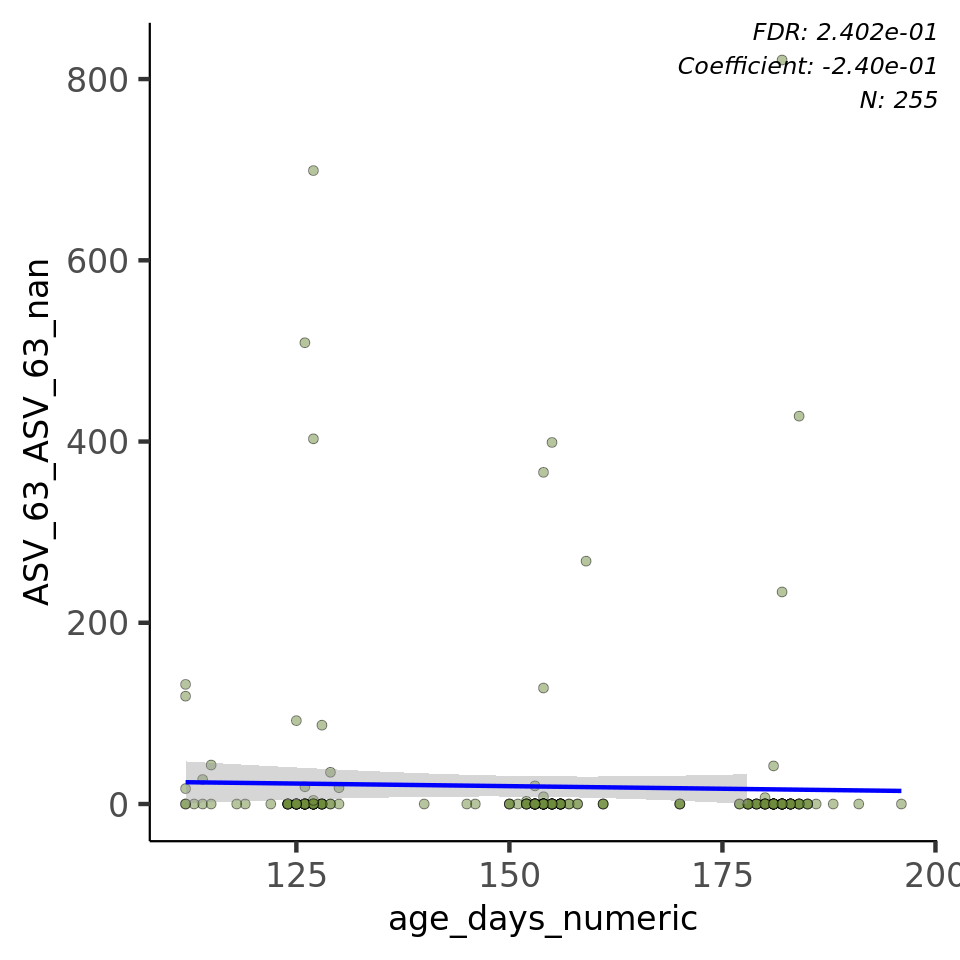 FDR: 2.402e-01
Coefficient: -2.40e-01
N: 255
800
600
400
200
0
ASV_63_ASV_63_nan
125 150 175 200
age_days_numeric